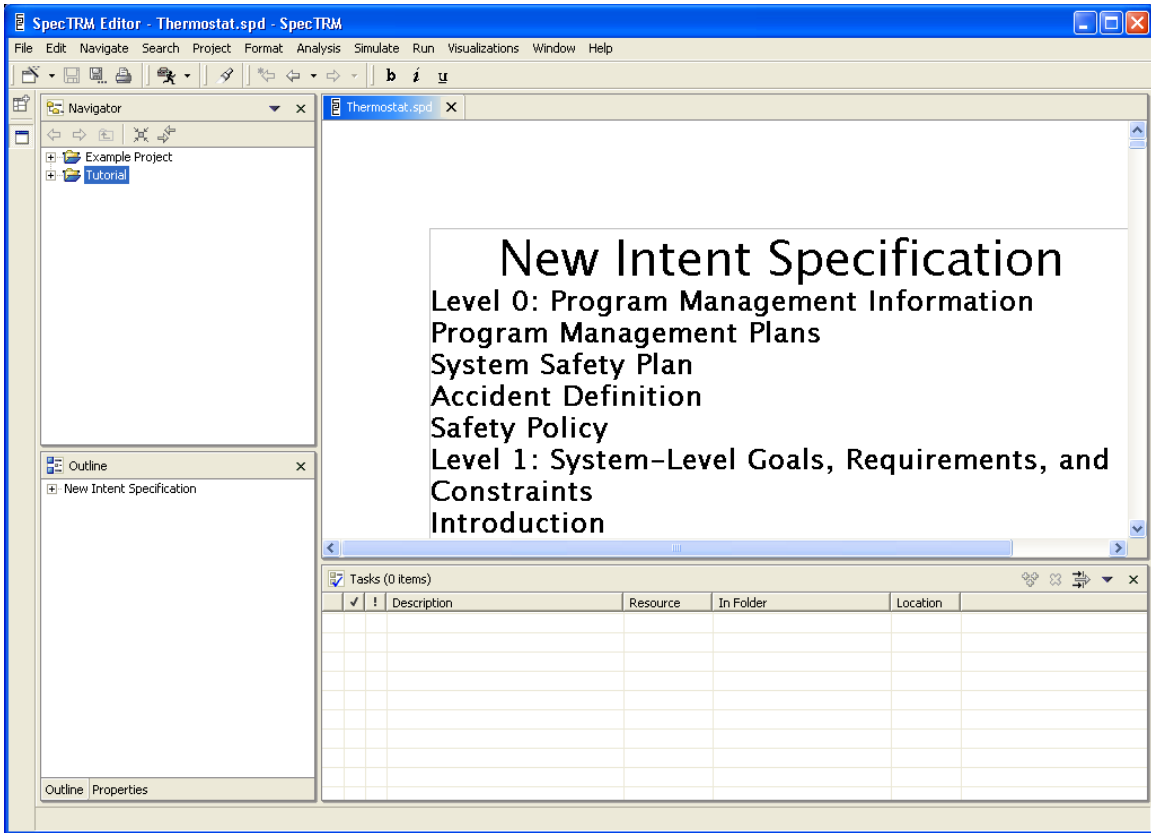 SpecTRM Editor - Thermostat.spd - SpecTRM
File Edit Navigate Search Project Format Analysis Simulate Run Visualizations Window Help
b i u
Navigator
Example Project
Tutorial
Thermostat.spd
New Intent Specification
Level 0: Program Management Information
Program Management Plans
System Safety Plan
Accident Definition
Safety Policy
Level 1: System-Level Goals, Requirements, and
Constraints
Introduction
Outline
New Intent Specification
Outline Properties
Tasks (0 items)
! Description Resource In Folder Location